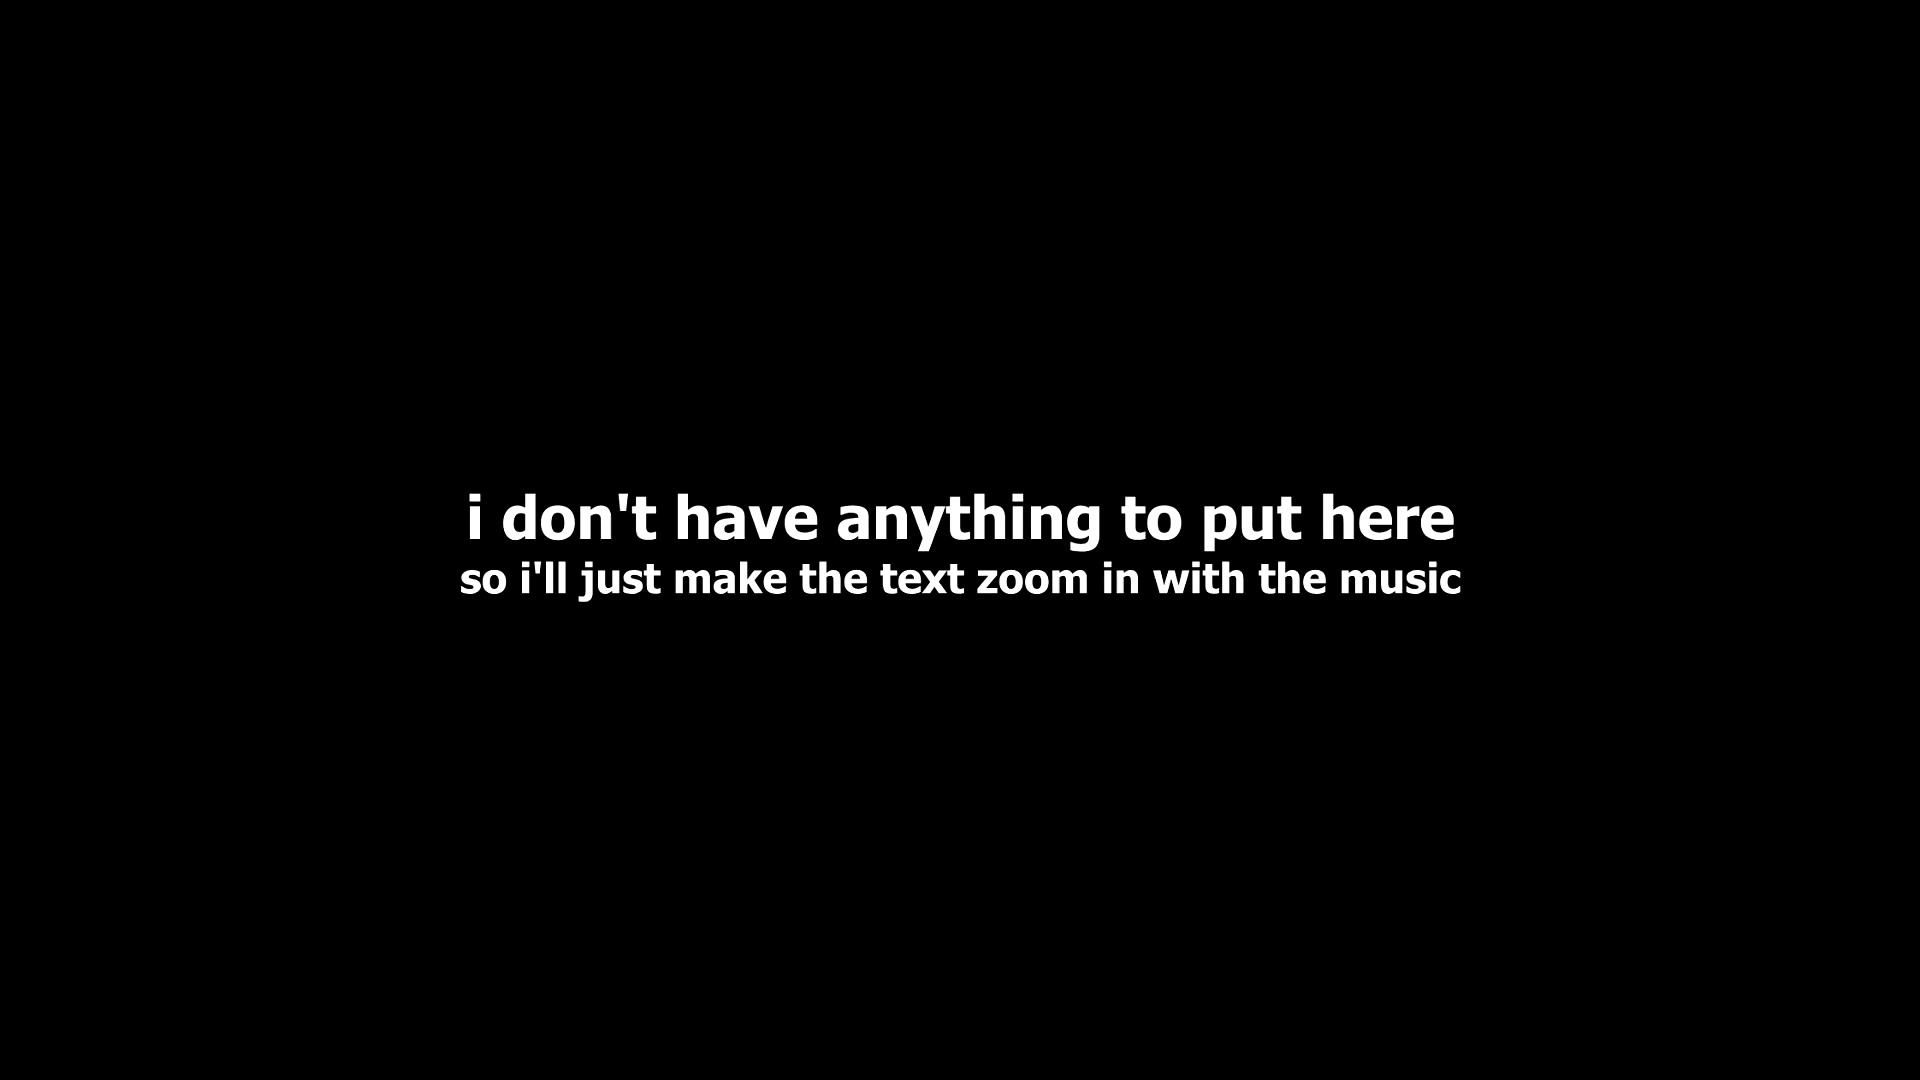 i don't have anything to put here
so i'll just make the text zoom in with the music